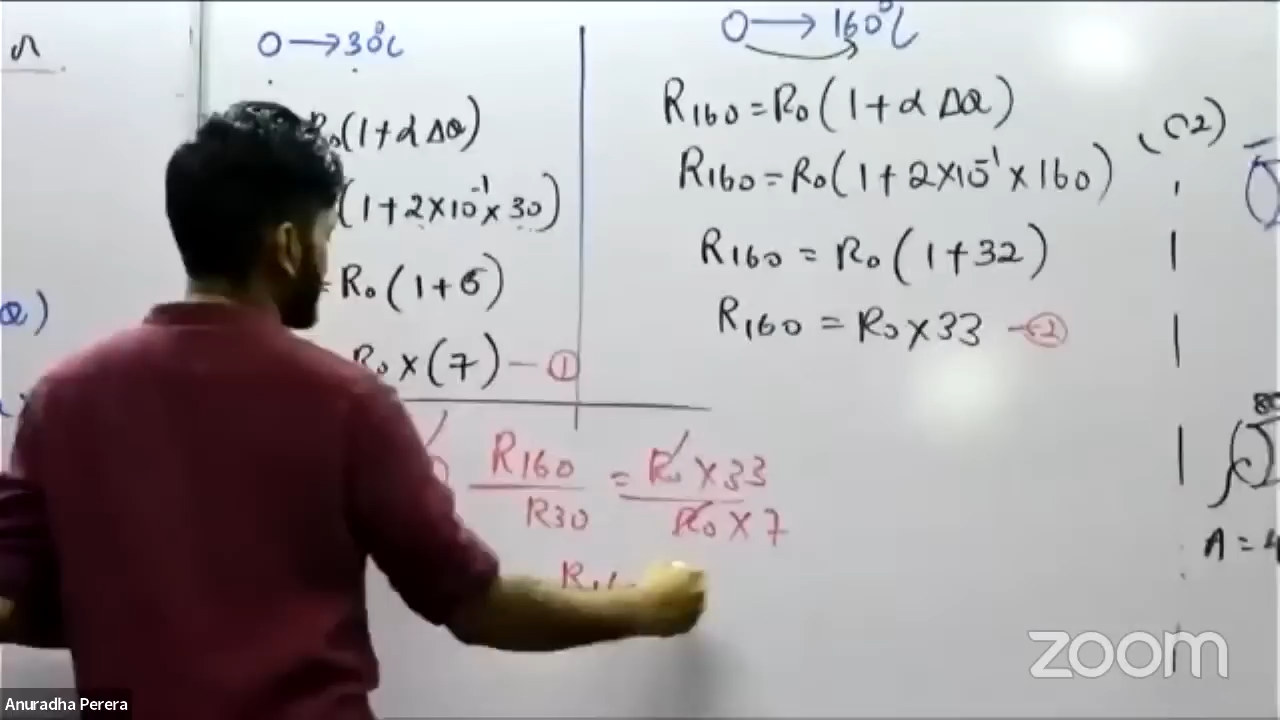 0 → 30°C
R₀(1+α Δθ)
(1+2×10⁻¹×30)
= R₀(1+6)
R₀×(7) — ①
0 → 160°C
R₁₆₀ = R₀(1+α Δθ)
R₁₆₀ = R₀(1+2×10⁻¹×160)
R₁₆₀ = R₀(1+32)
R₁₆₀ = R₀×33 — ②
R₁₆₀ / R₃₀ = R₀×33 / R₀×7
θ)
(02)
A = 4
zoom
Anuradha Perera